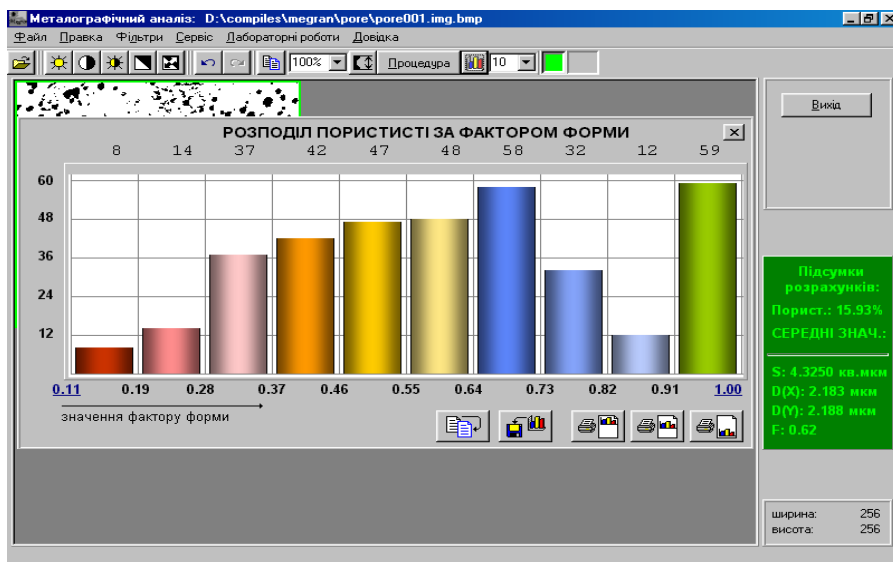 Металографічний аналіз: D:\compiles\megran\pore\pore001.img.bmp
Файл Правка Фільтри Сервіс Лабораторні роботи Довідка
100% Процедура 10
Вихід
РОЗПОДІЛ ПОРИСТИСТІ ЗА ФАКТОРОМ ФОРМИ
8 14 37 42 47 48 58 32 12 59
60
48
36
24
12
0.11 0.19 0.28 0.37 0.46 0.55 0.64 0.73 0.82 0.91 1.00
значення фактору форми
Підсумки
розрахунків:
Порист.: 15.93%
СЕРЕДНІ ЗНАЧ.:
S: 4.3250 кв.мкм
D(X): 2.183 мкм
D(Y): 2.188 мкм
F: 0.62
ширина: 256
висота: 256